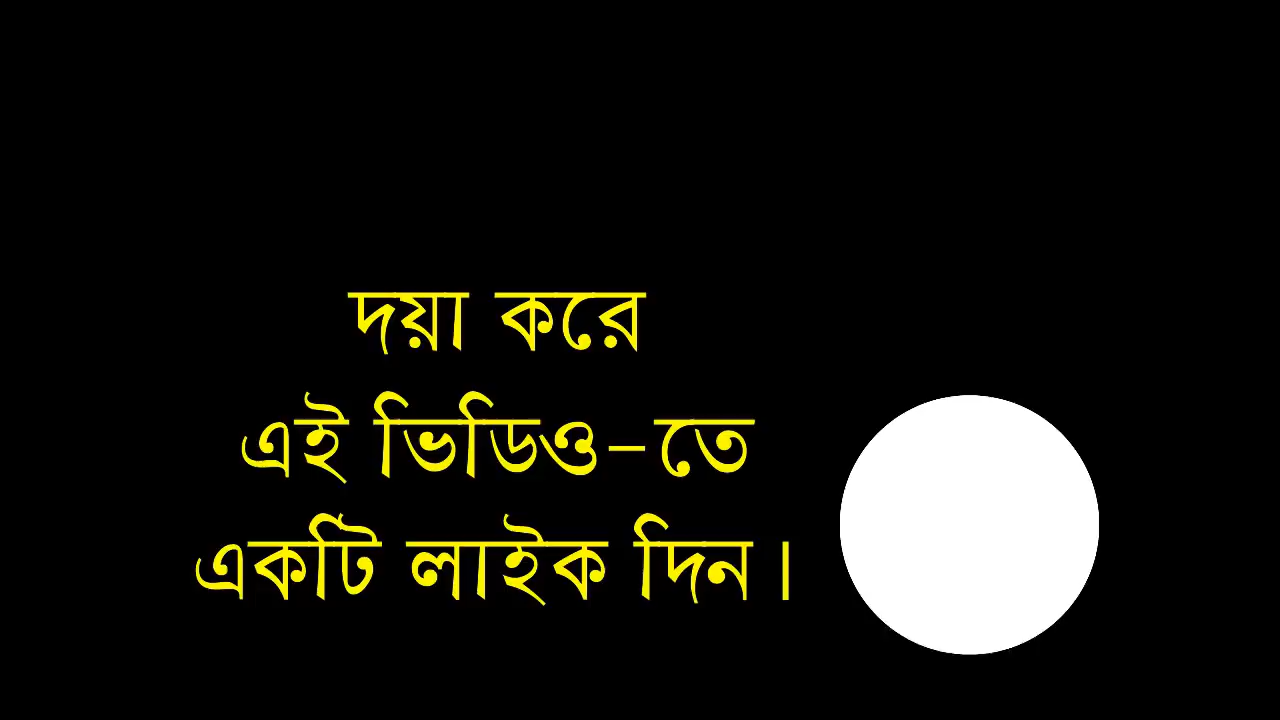 দয়া করে
এই ভিডিও-তে
একটি লাইক দিন।